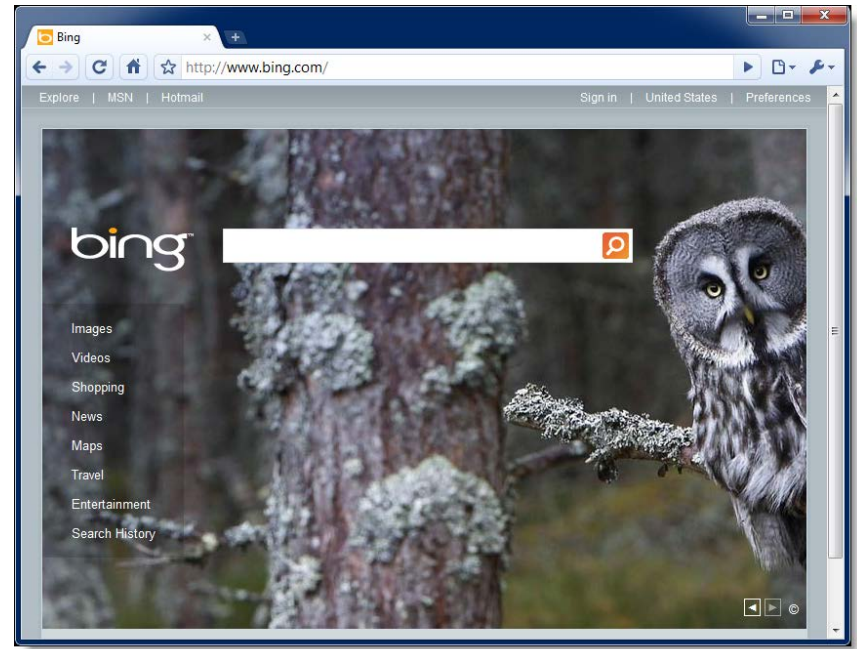 Bing
http://www.bing.com/
Explore | MSN | Hotmail
Sign in | United States | Preferences
bing™
Images
Videos
Shopping
News
Maps
Travel
Entertainment
Search History
©